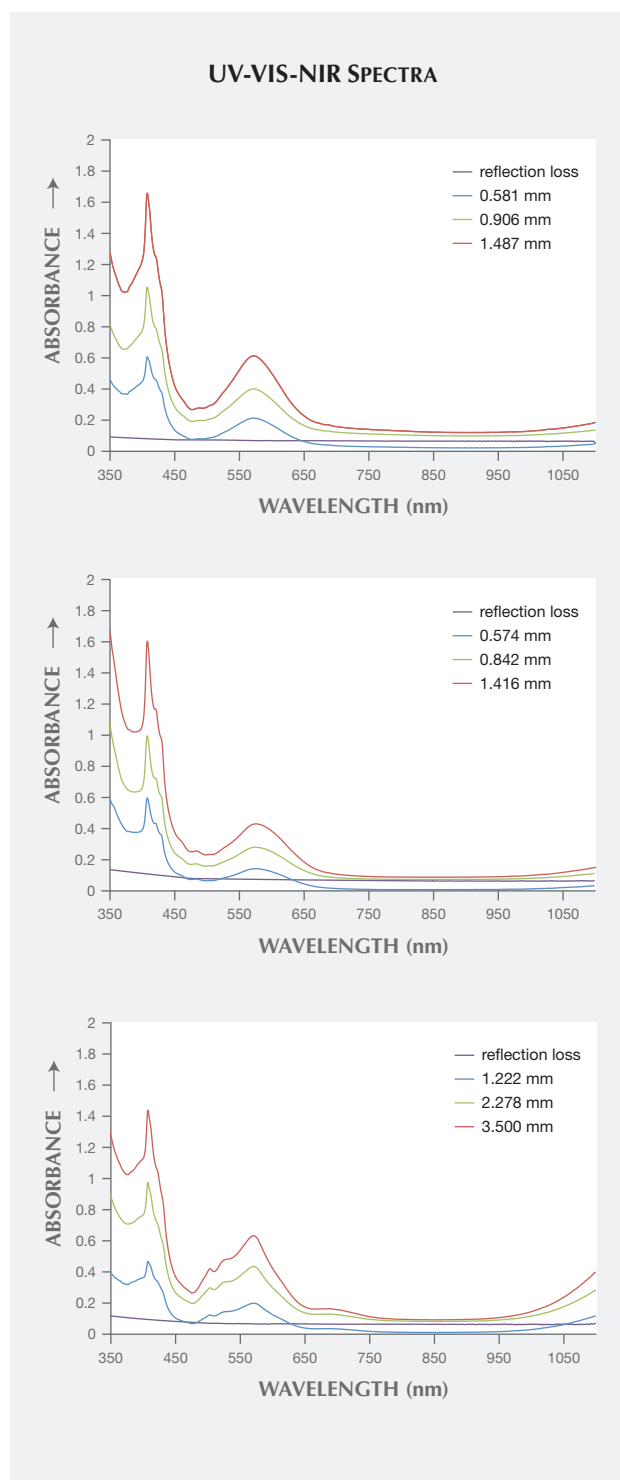 UV-VIS-NIR SPECTRA
2
1.8
1.6
1.4
1.2
1
0.8
0.6
0.4
0.2
0
ABSORBANCE →
reflection loss
0.581 mm
0.906 mm
1.487 mm
350 450 550 650 750 850 950 1050
WAVELENGTH (nm)
2
1.8
1.6
1.4
1.2
1
0.8
0.6
0.4
0.2
0
ABSORBANCE →
reflection loss
0.574 mm
0.842 mm
1.416 mm
350 450 550 650 750 850 950 1050
WAVELENGTH (nm)
2
1.8
1.6
1.4
1.2
1
0.8
0.6
0.4
0.2
0
ABSORBANCE →
reflection loss
1.222 mm
2.278 mm
3.500 mm
350 450 550 650 750 850 950 1050
WAVELENGTH (nm)